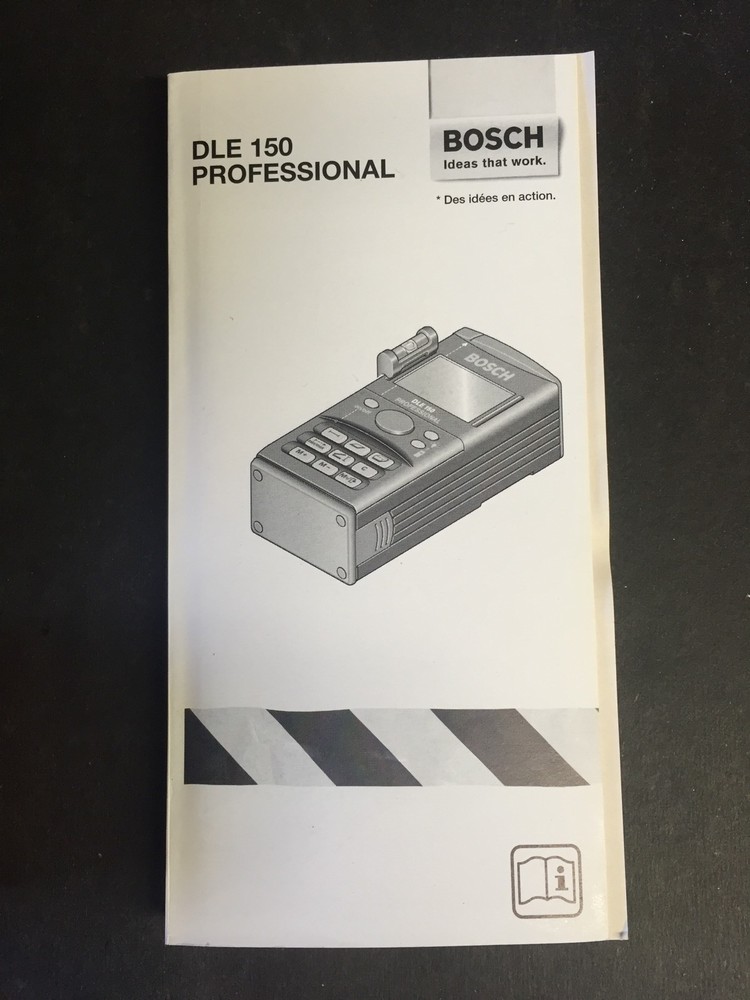 DLE 150
PROFESSIONAL
BOSCH
Ideas that work.
* Des idées en action.
BOSCH
DLE 150
PROFESSIONAL
M+
M-
C
i